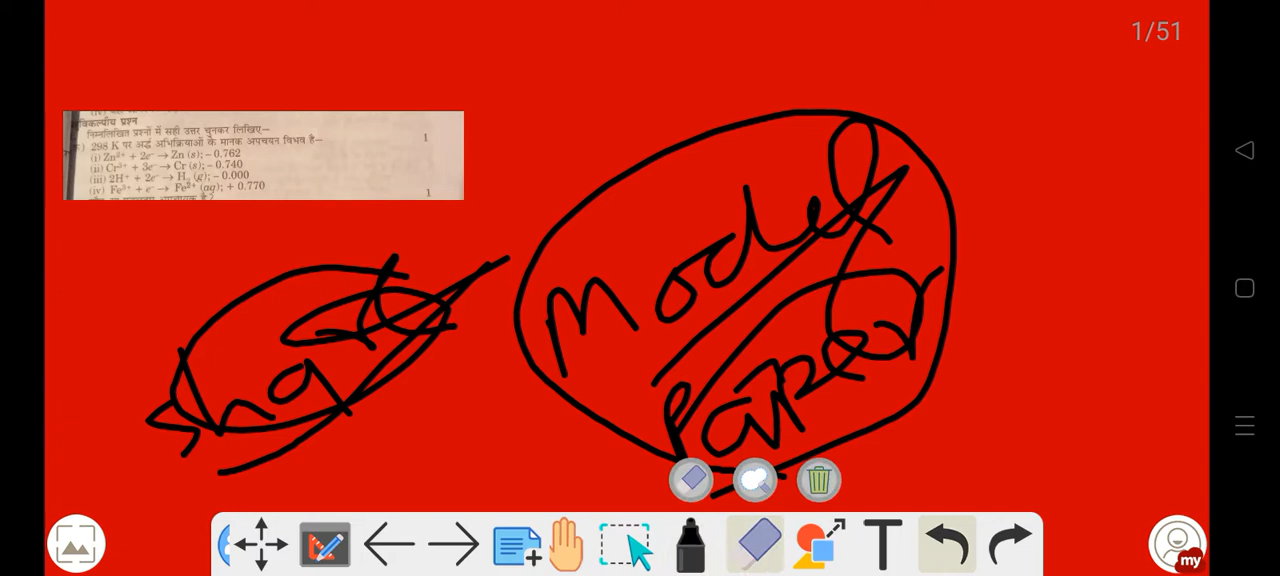 1/51
विकल्पीय प्रश्न
निम्नलिखित प्रश्नों में सही उत्तर चुनकर लिखिए–
298 K पर अर्द्ध अभिक्रियाओं के मानक अपचयन विभव है– 1
(i) Zn²⁺ + 2e⁻ → Zn (s); – 0.762
(ii) Cr³⁺ + 3e⁻ → Cr (s); – 0.740
(iii) 2H⁺ + 2e⁻ → H₂ (g); – 0.000
(iv) Fe³⁺ + e⁻ → Fe²⁺ (aq); + 0.770
1
Model
Paper
T
my